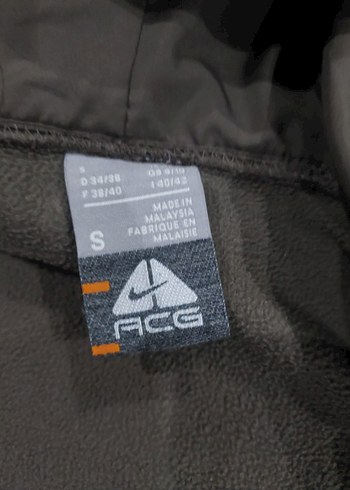 D 34/36
F 38/40
I 40/42
S
MADE IN
MALAYSIA
FABRIQUE EN
MALAISIE
ACG